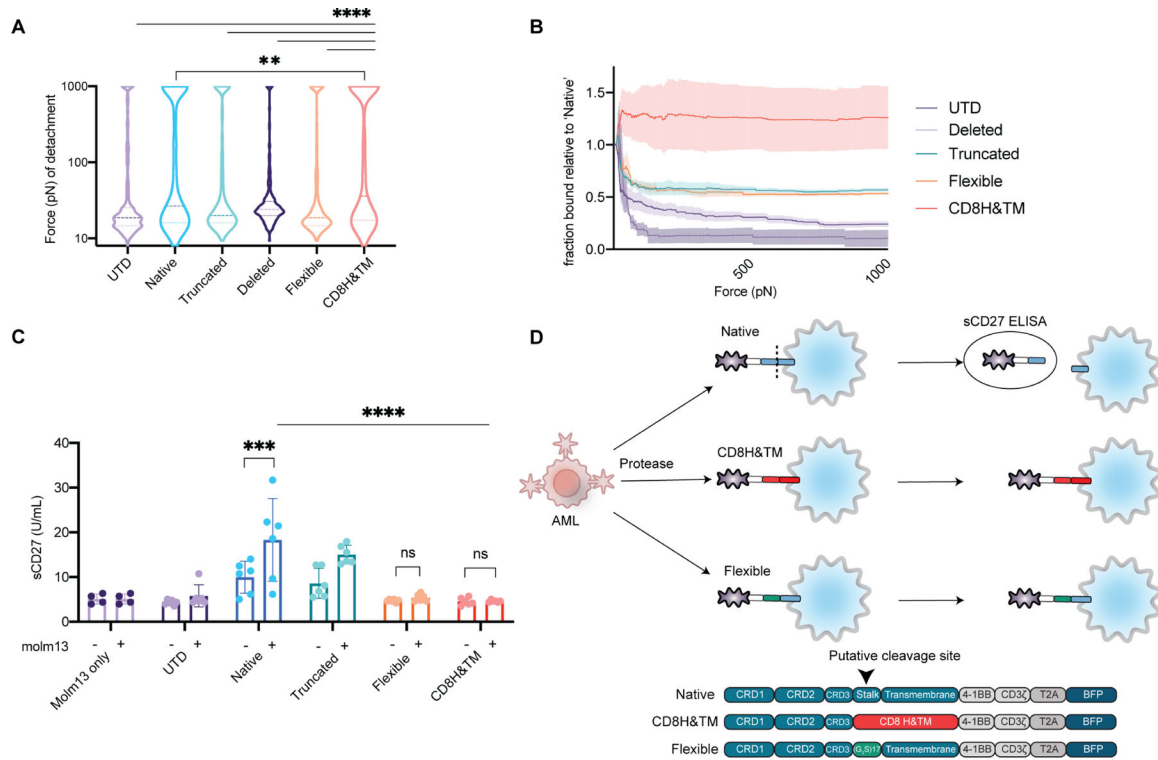 A
****
**
Force (pN) of detachment
1000
100
10
UTD
Native
Truncated
Deleted
Flexible
CD8H&TM
B
fraction bound relative to 'Native'
1.5
1.0
0.5
0.0
500
1000
Force (pN)
UTD
Deleted
Truncated
Flexible
CD8H&TM
C
****
***
ns
ns
sCD27 (U/mL)
40
30
20
10
0
molm13 - + - + - + - + - + - +
Molm13 only
UTD
Native
Truncated
Flexible
CD8H&TM
D
Native
sCD27 ELISA
CD8H&TM
Protease
AML
Flexible
Putative cleavage site
Native CRD1 CRD2 CRD3 Stalk Transmembrane 4-1BB CD3ζ T2A BFP
CD8H&TM CRD1 CRD2 CRD3 CD8 H&TM 4-1BB CD3ζ T2A BFP
Flexible CRD1 CRD2 CRD3 Transmembrane 4-1BB CD3ζ T2A BFP